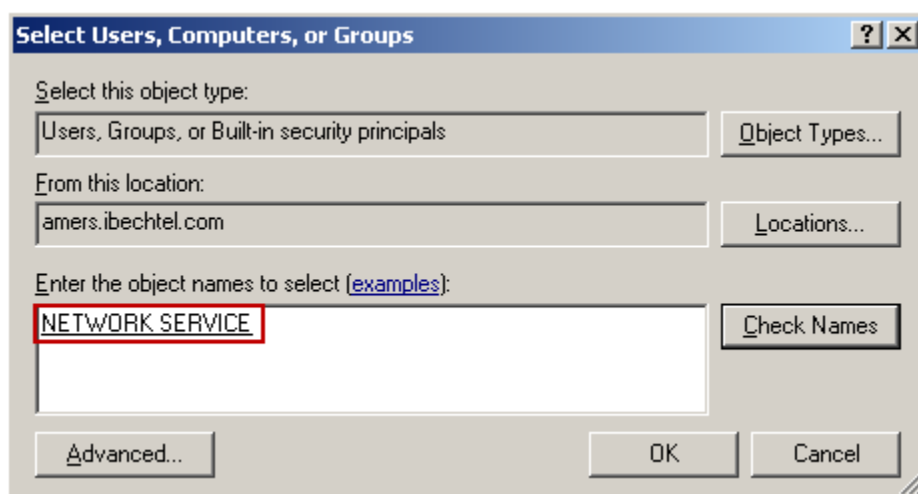 Select Users, Computers, or Groups
Select this object type:
Users, Groups, or Built-in security principals
Object Types...
From this location:
amers.ibechtel.com
Locations...
Enter the object names to select (examples):
NETWORK SERVICE
Check Names
Advanced...
OK
Cancel